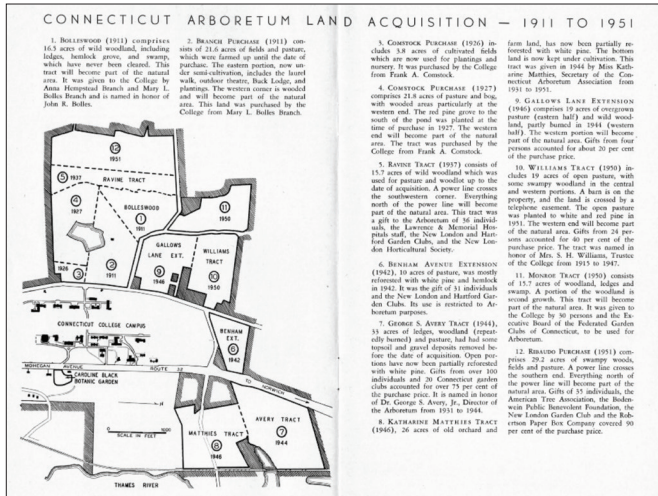 CONNECTICUT ARBORETUM LAND ACQUISITION — 1911 TO 1951
1. BOLLESWOOD (1911) comprises
16.5 acres of wild woodland, including
ledges, hemlock grove, and swamp,
which have never been cleared. This
tract will become part of the natural
area. It was given to the College by
Anna Hempstead Branch and Mary L.
Bolles Branch and is named in honor of
John R. Bolles.
2. BRANCH PURCHASE (1911) con-
sists of 21.6 acres of fields and pasture,
which were farmed up until the date of
purchase. The eastern portion, now un-
der semi-cultivation, includes the laurel
walk, outdoor theatre, Buck Lodge, and
plantings. The western corner is wooded
and will become part of the natural
area. This land was purchased by the
College from Mary L. Bolles Branch.
12
1951
RAVINE TRACT
5 1937
4
1927
BOLLESWOOD
1
1911
11
1950
GALLOWS
LANE EXT.
9
1946
WILLIAMS
TRACT
10
1950
1926
3
2
1911
CONNECTICUT COLLEGE CAMPUS
BENHAM
EXT.
6
1942
MOHEGAN AVENUE ROUTE 32
TO NORWICH
CAROLINE BLACK
BOTANIC GARDEN
SCALE IN FEET
AVERY TRACT
7
1944
MATTHIES TRACT
8
1946
THAMES RIVER
3. COMSTOCK PURCHASE (1926) in-
cludes 3.8 acres of cultivated fields
which are now used for plantings and
nursery. It was purchased by the College
from Frank A. Comstock.
4. COMSTOCK PURCHASE (1927)
comprises 21.8 acres of pasture and bog,
with wooded areas particularly at the
western end. The red pine grove to the
south of the pond was planted at the
time of purchase in 1927. The western
end will become part of the natural
area. The tract was purchased by the
College from Frank A. Comstock.
5. RAVINE TRACT (1937) consists of
15.7 acres of wild woodland which was
used for pasture and woodlot up to the
date of acquisition. A power line crosses
the southwestern corner. Everything
north of the power line will become
part of the natural area. This tract was
a gift to the Arboretum of 36 individ-
uals, the Lawrence & Memorial Hos-
pitals staff, the New London and Hart-
ford Garden Clubs, and the New Lon-
don Horticultural Society.
6. BENHAM AVENUE EXTENSION
(1942), 10 acres of pasture, was mostly
reforested with white pine and hemlock
in 1942. It was the gift of 31 individuals
and the New London and Hartford Gar-
den Clubs. Its use is restricted to Ar-
boretum purposes.
7. GEORGE S. AVERY TRACT (1944),
33 acres of ledges, woodland (repeat-
edly burned) and pasture, had had some
topsoil and gravel deposits removed be-
fore the date of acquisition. Open por-
tions have now been partially reforested
with white pine. Gifts from over 100
individuals and 20 Connecticut garden
clubs accounted for over 75 per cent of
the purchase price. It is named in honor
of Dr. George S. Avery, Jr., Director of
the Arboretum from 1931 to 1944.
8. KATHARINE MATTHIES TRACT
(1946), 26 acres of old orchard and
farm land, has now been partially re-
forested with white pine. The bottom
land is now kept under cultivation. This
tract was given in 1944 by Miss Kath-
arine Matthies, Secretary of the Con-
necticut Arboretum Association from
1931 to 1951.
9. GALLOWS LANE EXTENSION
(1946) comprises 19 acres of overgrown
pasture (eastern half) and wild wood-
land, partly burned in 1944 (western
half). The western portion will become
part of the natural area. Gifts from four
persons accounted for about 20 per cent
of the purchase price.
10. WILLIAMS TRACT (1950) in-
cludes 19 acres of open pasture, with
some swampy woodland in the central
and western portions. A barn is on the
property, and the land is crossed by a
telephone easement. The open pasture
was planted to white and red pine in
1951. The western end will become part
of the natural area. Gifts from 24 per-
sons accounted for 40 per cent of the
purchase price. The tract was named in
honor of Mrs. S. H. Williams, Trustee
of the College from 1915 to 1947.
11. MONROE TRACT (1950) consists
of 15.7 acres of woodland, ledges and
swamp. A portion of the woodland is
second growth. This tract will become
part of the natural area. It was given to
the College by 30 persons and the Ex-
ecutive Board of the Federated Garden
Clubs of Connecticut, to be used for
Arboretum.
12. RIBAUDO PURCHASE (1951) com-
prises 29.2 acres of swampy woods,
fields and pasture. A power line crosses
the southern end. Everything north of
the power line will become part of the
natural area. Gifts of 35 individuals, the
American Tree Association, the Boden-
wein Public Benevolent Foundation, the
New London Garden Club and the Rob-
ertson Paper Box Company covered 90
per cent of the purchase price.